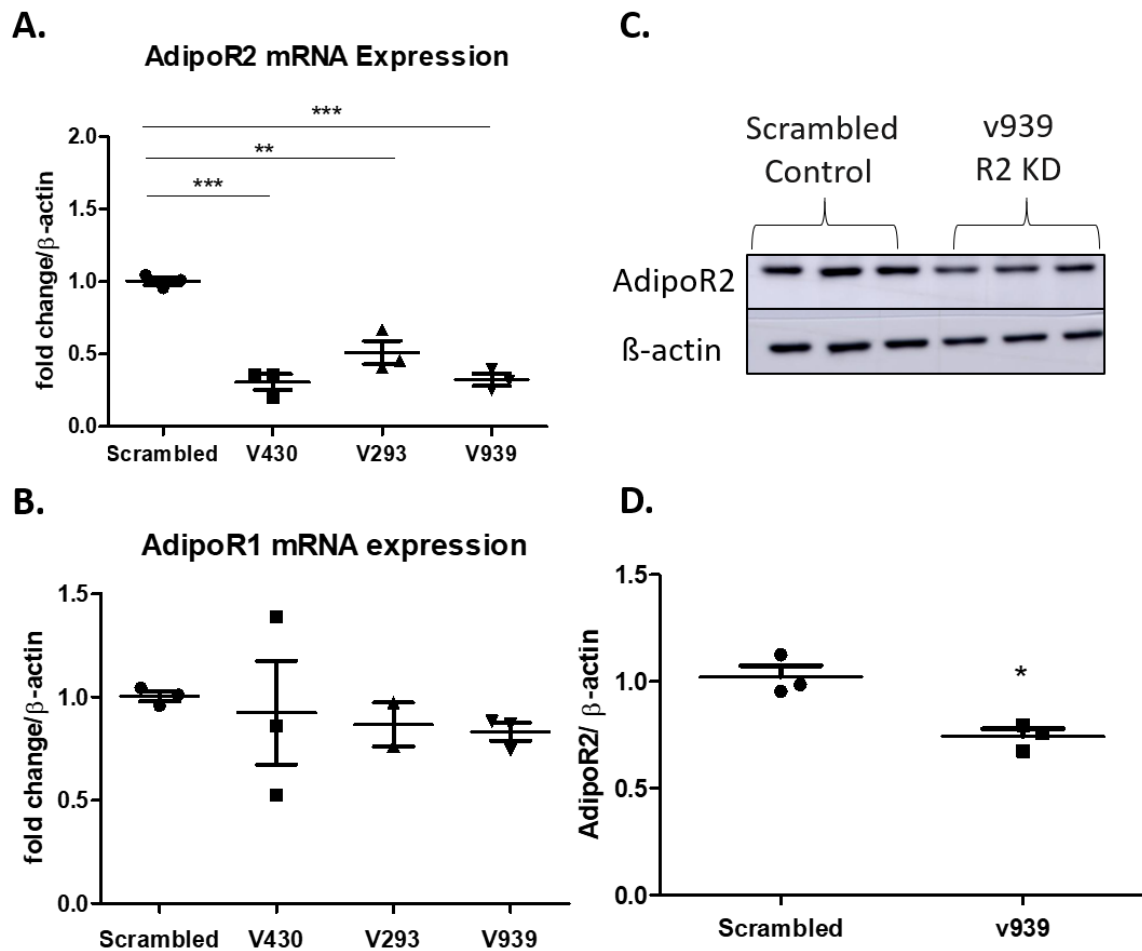 A.
AdipoR2 mRNA Expression
fold change/β-actin
2.0
1.5
1.0
0.5
0.0
***
**
***
Scrambled V430 V293 V939
B.
AdipoR1 mRNA expression
fold change/β-actin
1.5
1.0
0.5
0.0
Scrambled V430 V293 V939
C.
Scrambled
Control
v939
R2 KD
AdipoR2
ß-actin
D.
AdipoR2/ β-actin
1.5
1.0
0.5
0.0
*
Scrambled v939